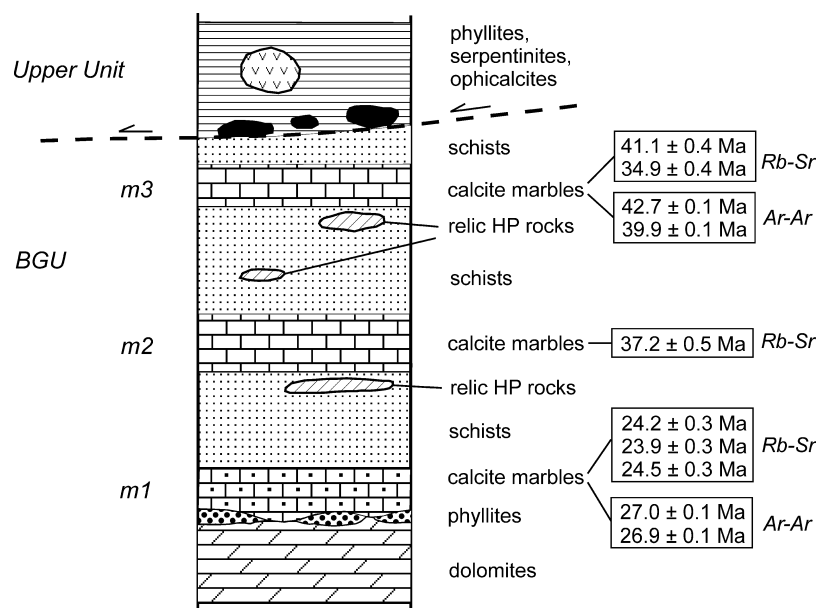 Upper Unit
phyllites,
serpentinites,
ophicalcites
schists
41.1 ± 0.4 Ma
34.9 ± 0.4 Ma
Rb-Sr
m3
calcite marbles
42.7 ± 0.1 Ma
39.9 ± 0.1 Ma
Ar-Ar
relic HP rocks
BGU
schists
m2
calcite marbles
37.2 ± 0.5 Ma
Rb-Sr
relic HP rocks
schists
24.2 ± 0.3 Ma
23.9 ± 0.3 Ma
24.5 ± 0.3 Ma
Rb-Sr
m1
calcite marbles
phyllites
27.0 ± 0.1 Ma
26.9 ± 0.1 Ma
Ar-Ar
dolomites